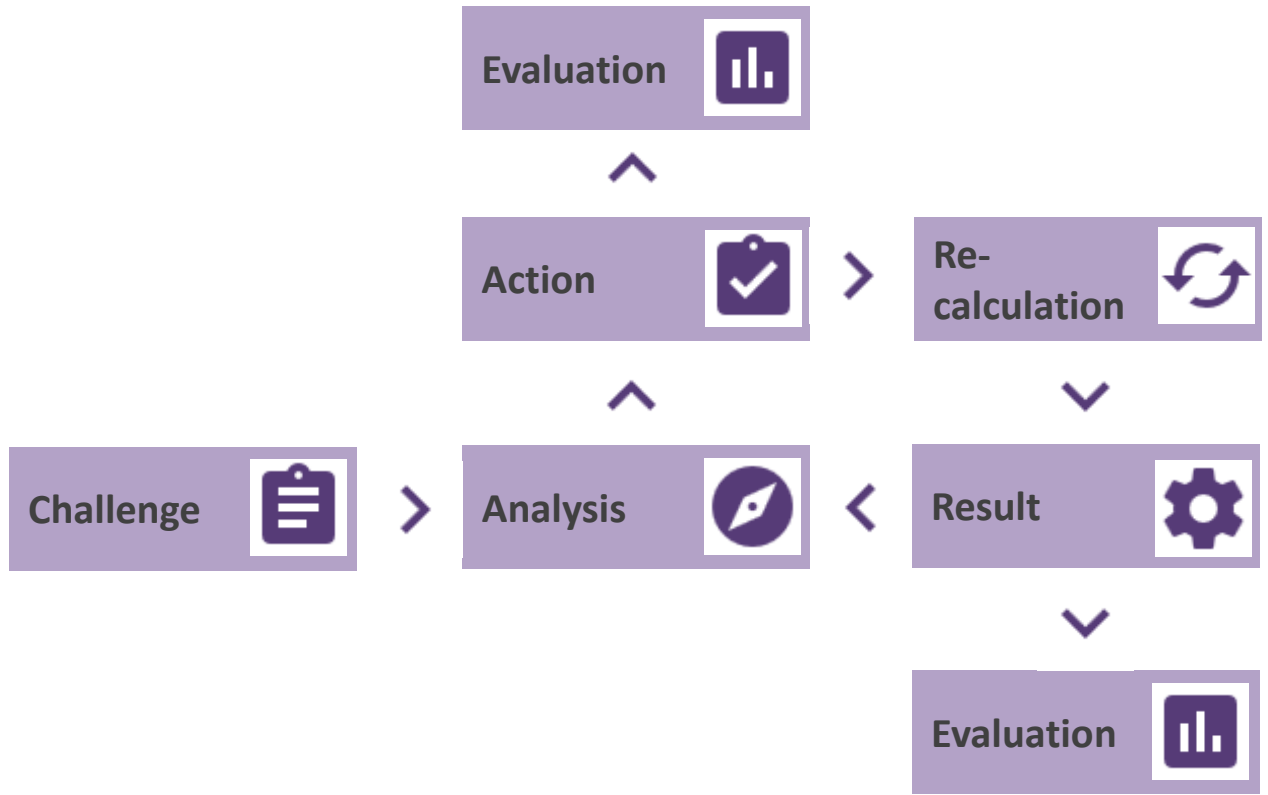 Evaluation
Action
Re-
calculation
Challenge
Analysis
Result
Evaluation